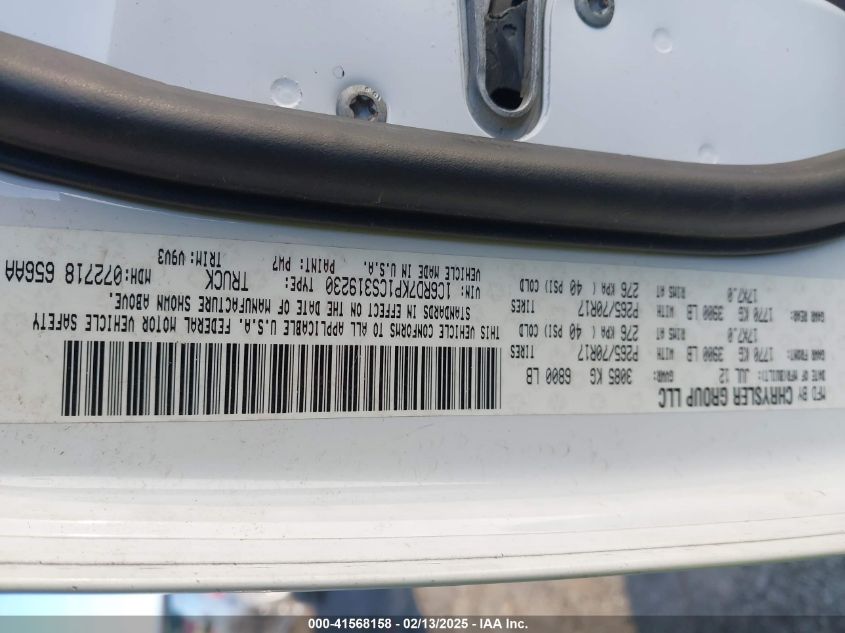 MFD BY CHRYSLER GROUP LLC
DATE OF MFR(BUILT): JUL 12 GVWR: 3085 KG 6800 LB
GAWR FRONT: 1770 KG 3900 LB WITH P265/70R17 TIRES
17X7.0 RIMS AT 276 KPA ( 40 PSI) COLD
GAWR REAR: 1770 KG 3900 LB WITH P265/70R17 TIRES
17X7.0 RIMS AT 276 KPA ( 40 PSI) COLD
THIS VEHICLE CONFORMS TO ALL APPLICABLE U.S.A. FEDERAL MOTOR VEHICLE SAFETY
STANDARDS IN EFFECT ON THE DATE OF MANUFACTURE SHOWN ABOVE.
VIN: 1C6RD7KP1CS319230 TYPE: TRUCK MDH:072718 656AA
VEHICLE MADE IN U.S.A. PAINT: PW7 TRIM: V9V3
000-41568158 - 02/13/2025 - IAA Inc.